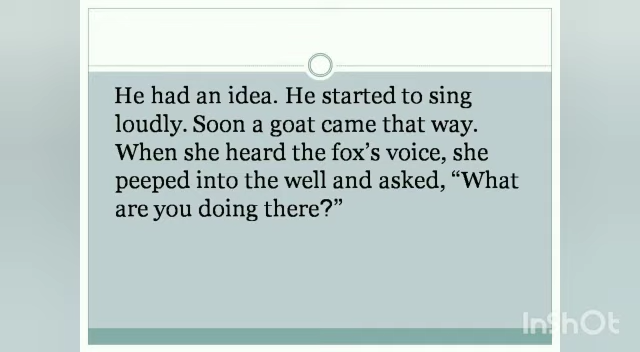 He had an idea. He started to sing
loudly. Soon a goat came that way.
When she heard the fox’s voice, she
peeped into the well and asked, “What
are you doing there?”
InShOt